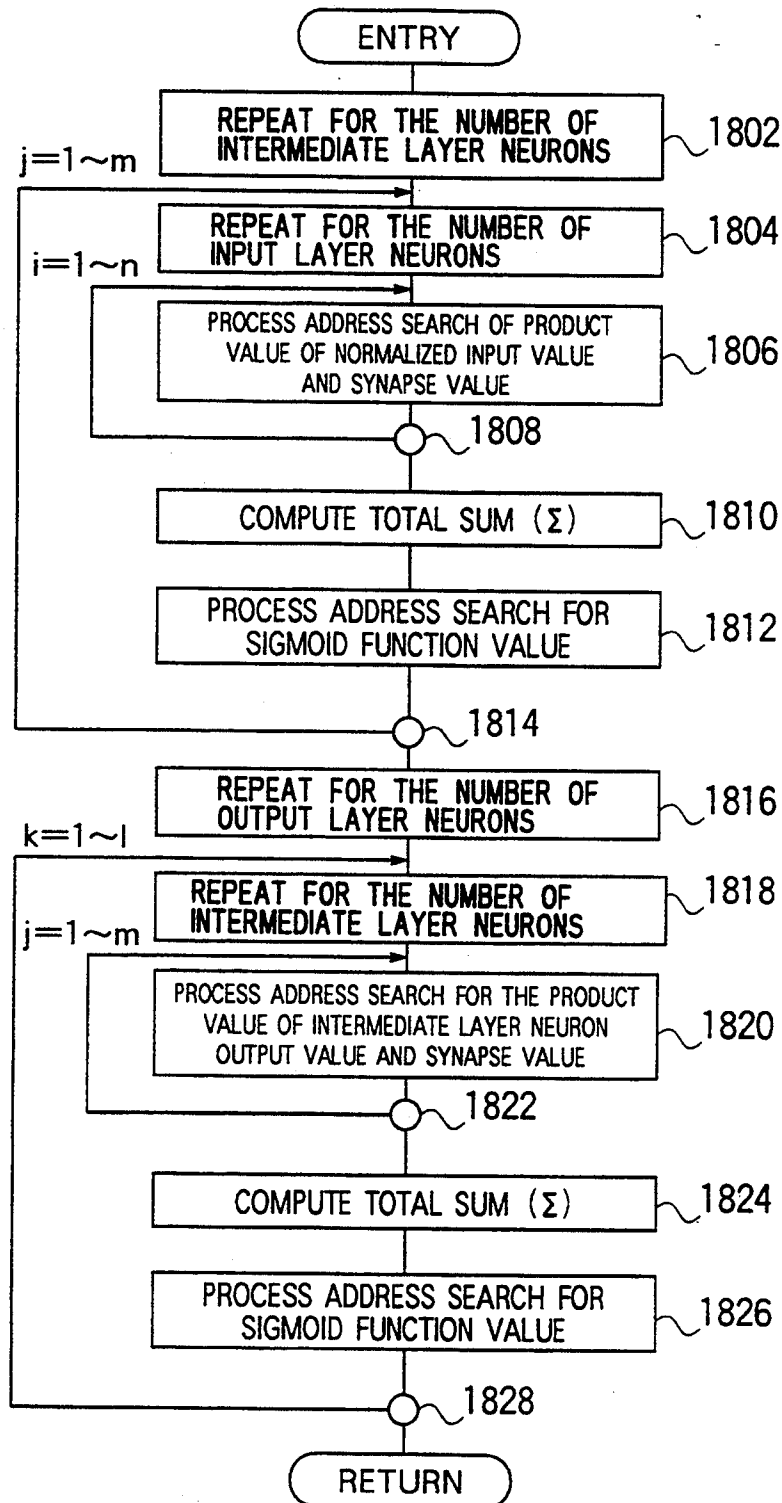 ENTRY
REPEAT FOR THE NUMBER OF
INTERMEDIATE LAYER NEURONS
1802
j=1~m
REPEAT FOR THE NUMBER OF
INPUT LAYER NEURONS
1804
i=1~n
PROCESS ADDRESS SEARCH OF PRODUCT
VALUE OF NORMALIZED INPUT VALUE
AND SYNAPSE VALUE
1806
1808
COMPUTE TOTAL SUM (Σ)
1810
PROCESS ADDRESS SEARCH FOR
SIGMOID FUNCTION VALUE
1812
1814
REPEAT FOR THE NUMBER OF
OUTPUT LAYER NEURONS
1816
k=1~l
REPEAT FOR THE NUMBER OF
INTERMEDIATE LAYER NEURONS
1818
j=1~m
PROCESS ADDRESS SEARCH FOR THE PRODUCT
VALUE OF INTERMEDIATE LAYER NEURON
OUTPUT VALUE AND SYNAPSE VALUE
1820
1822
COMPUTE TOTAL SUM (Σ)
1824
PROCESS ADDRESS SEARCH FOR
SIGMOID FUNCTION VALUE
1826
1828
RETURN